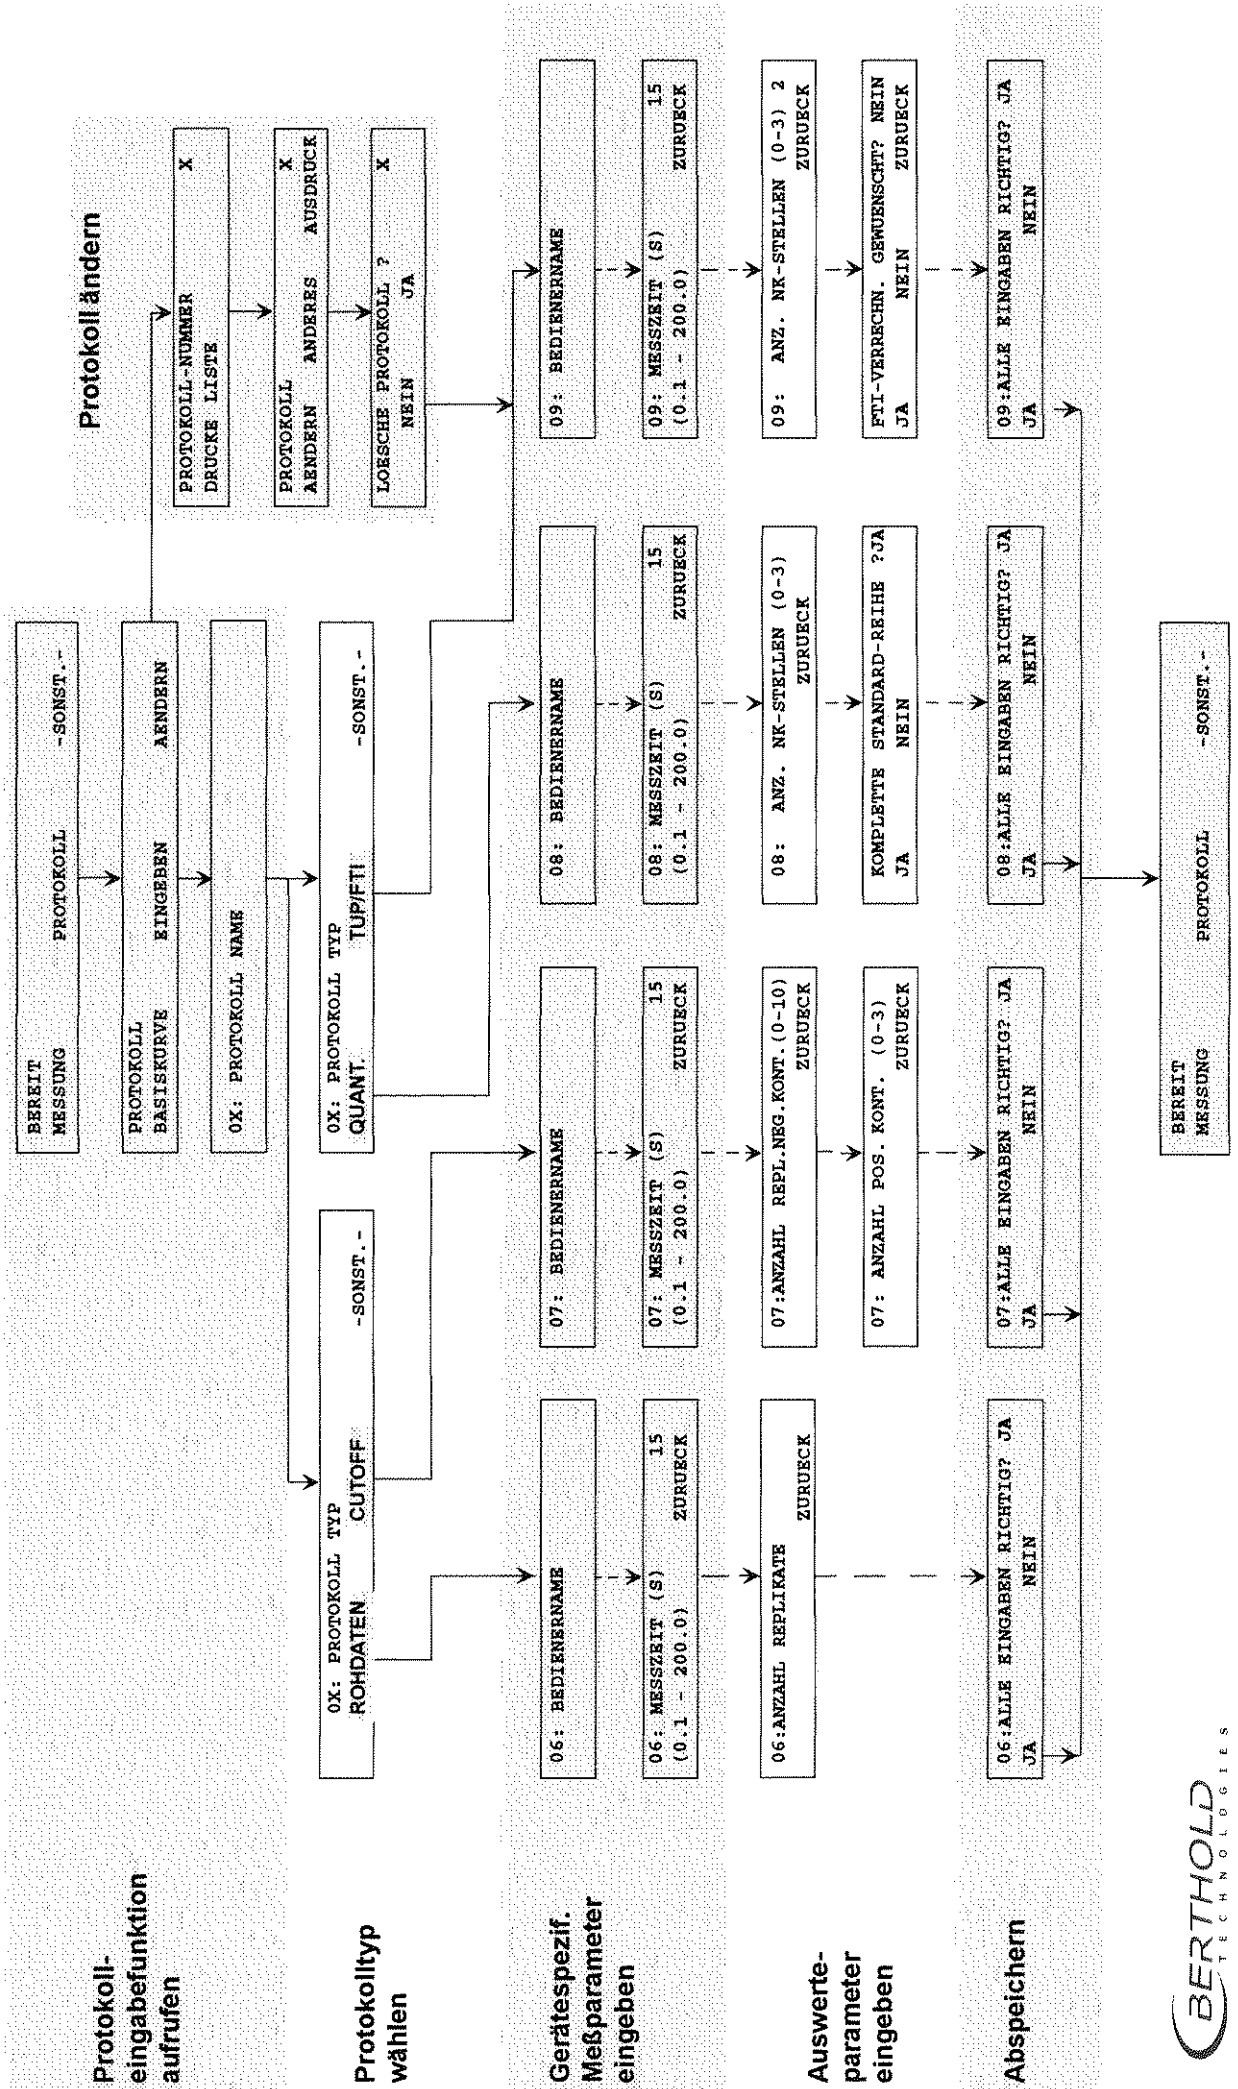 Protokoll-
eingabefunktion
aufrufen
BEREIT
MESSUNG PROTOKOLL -SONST.-
PROTOKOLL
BASISKURVE EINGEBEN AENDERN
0X: PROTOKOLL NAME
Protokoll ändern
PROTOKOLL-NUMMER X
DRUCKE LISTE
PROTOKOLL X
AENDERN ANDERES AUSDRUCK
LOESCHE PROTOKOLL ? X
NEIN JA
Protokolltyp
wählen
0X: PROTOKOLL TYP
ROHDATEN CUTOFF -SONST.-
0X: PROTOKOLL TYP
QUANT. TUP/FTI -SONST.-
Gerätespezif.
Meßparameter
eingeben
06: BEDIENERNAME
07: BEDIENERNAME
08: BEDIENERNAME
09: BEDIENERNAME
06: MESSZEIT (S) 15
(0.1 - 200.0) ZURUECK
07: MESSZEIT (S) 15
(0.1 - 200.0) ZURUECK
08: MESSZEIT (S) 15
(0.1 - 200.0) ZURUECK
09: MESSZEIT (S) 15
(0.1 - 200.0) ZURUECK
Auswerte-
parameter
eingeben
06:ANZAHL REPLIKATE
ZURUECK
07:ANZAHL REPL.NEG.KONT.(0-10)
ZURUECK
08: ANZ. NK-STELLEN (0-3)
ZURUECK
09: ANZ. NK-STELLEN (0-3) 2
ZURUECK
07: ANZAHL POS. KONT. (0-3)
ZURUECK
KOMPLETTE STANDARD-REIHE ?JA
JA NEIN
FTI-VERRECHN. GEWUENSCHT? NEIN
JA NEIN ZURUECK
Abspeichern
06:ALLE EINGABEN RICHTIG? JA
JA NEIN
07:ALLE EINGABEN RICHTIG? JA
JA NEIN
08:ALLE EINGABEN RICHTIG? JA
JA NEIN
09:ALLE EINGABEN RICHTIG? JA
JA NEIN
BEREIT
MESSUNG PROTOKOLL -SONST.-
BERTHOLD
TECHNOLOGIES